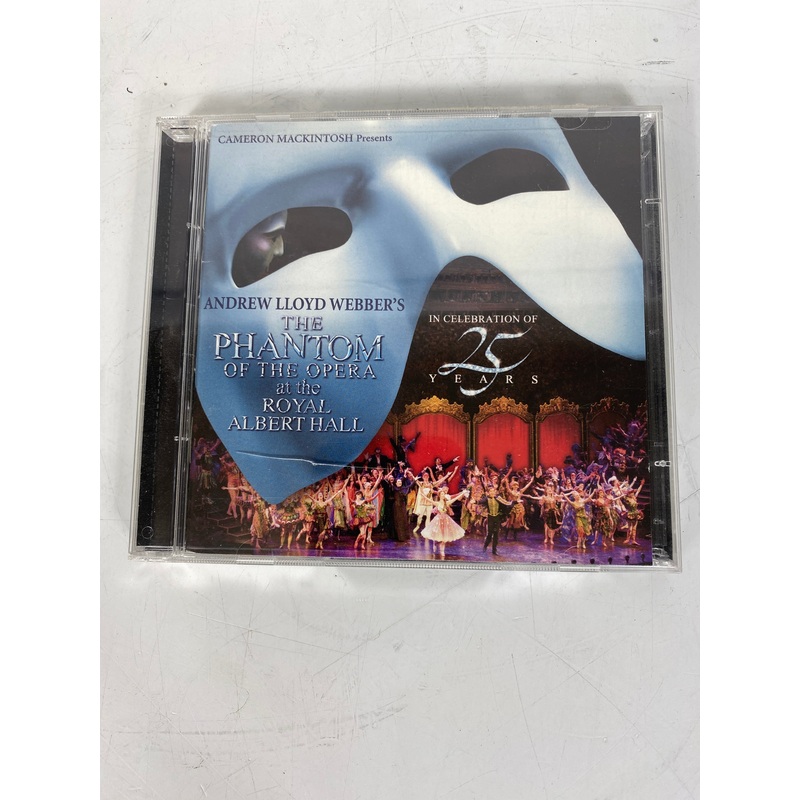 CAMERON MACKINTOSH Presents
ANDREW LLOYD WEBBER'S
THE
PHANTOM
OF THE OPERA
at the
ROYAL
ALBERT HALL
IN CELEBRATION OF
25
YEARS